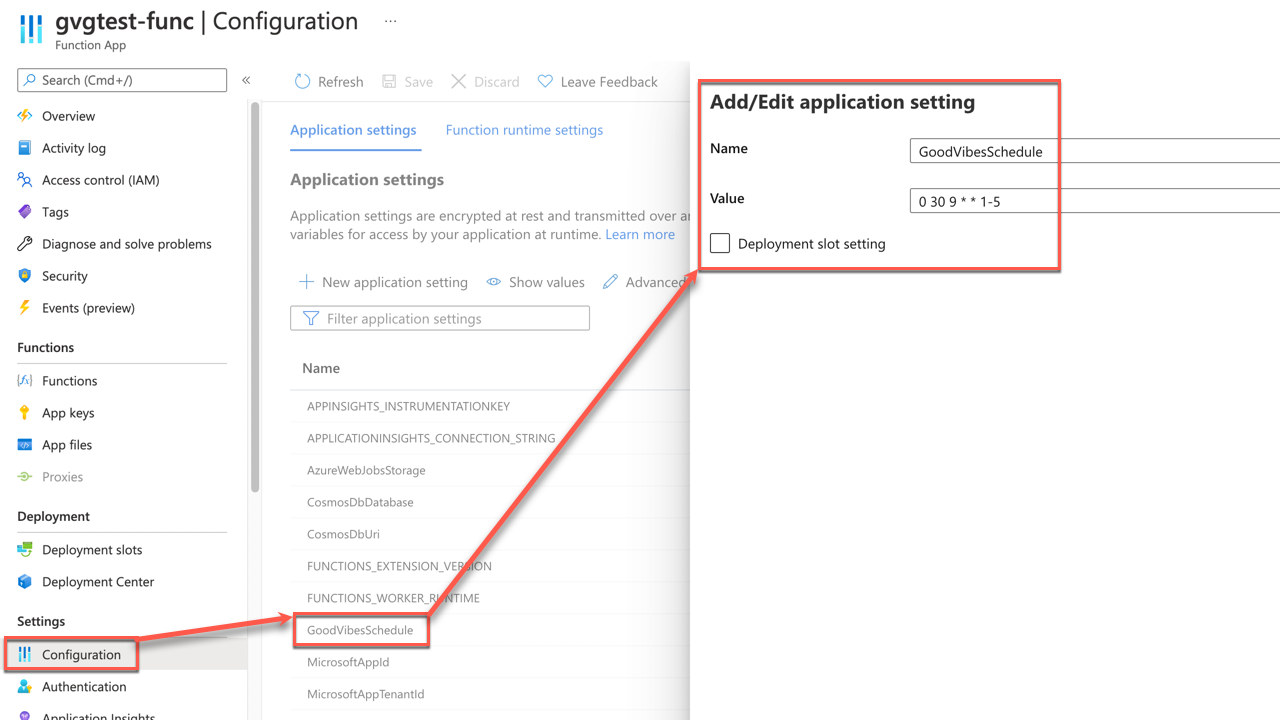 gvgtest-func | Configuration ...
Function App
Search (Cmd+/)
«
Overview
Activity log
Access control (IAM)
Tags
Diagnose and solve problems
Security
Events (preview)
Functions
Functions
App keys
App files
Proxies
Deployment
Deployment slots
Deployment Center
Settings
Configuration
Authentication
Application Insights
Refresh Save Discard Leave Feedback
Application settings Function runtime settings
Application settings
Application settings are encrypted at rest and transmitted over
variables for access by your application at runtime. Learn more
New application setting Show values Advanced
Filter application settings
Name
APPINSIGHTS_INSTRUMENTATIONKEY
APPLICATIONINSIGHTS_CONNECTION_STRING
AzureWebJobsStorage
CosmosDbDatabase
CosmosDbUri
FUNCTIONS_EXTENSION_VERSION
FUNCTIONS_WORKER_RUNTIME
GoodVibesSchedule
MicrosoftAppId
MicrosoftAppTenantId
Add/Edit application setting
Name GoodVibesSchedule
Value 0 30 9 * * 1-5
Deployment slot setting